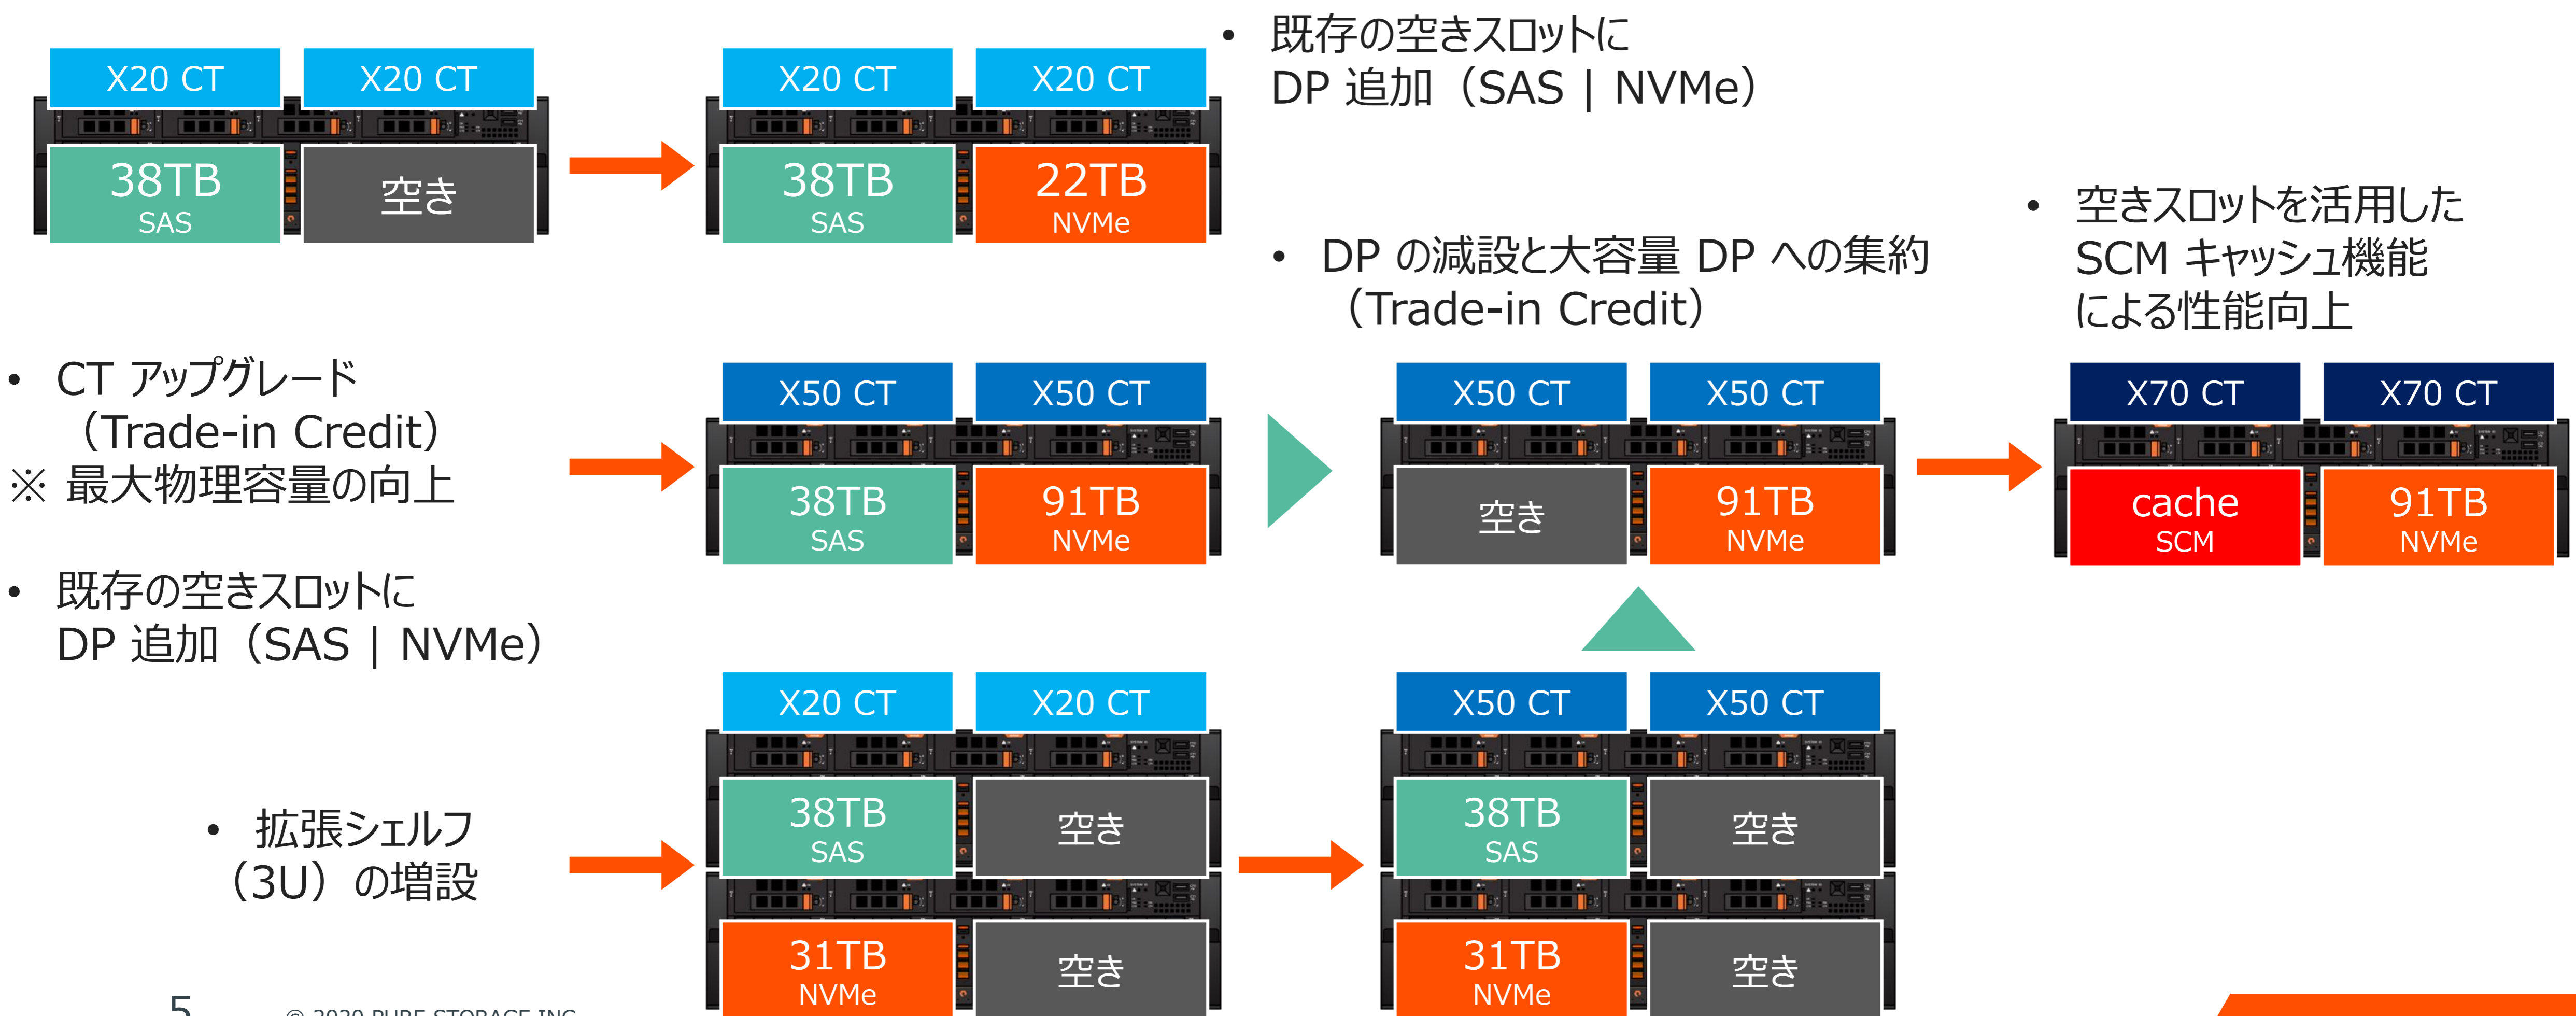 X20 CT
X20 CT
38TB
SAS
空き
X20 CT
X20 CT
38TB
SAS
22TB
NVMe
• 既存の空きスロットに
DP 追加（SAS | NVMe）
• DP の減設と大容量 DP への集約
（Trade-in Credit）
• 空きスロットを活用した
SCM キャッシュ機能
による性能向上
• CT アップグレード
（Trade-in Credit）
※ 最大物理容量の向上
• 既存の空きスロットに
DP 追加（SAS | NVMe）
X50 CT
X50 CT
38TB
SAS
91TB
NVMe
X50 CT
X50 CT
空き
91TB
NVMe
X70 CT
X70 CT
cache
SCM
91TB
NVMe
• 拡張シェルフ
（3U）の増設
X20 CT
X20 CT
38TB
SAS
空き
31TB
NVMe
空き
X50 CT
X50 CT
38TB
SAS
空き
31TB
NVMe
空き
5
© 2020 PURE STORAGE INC